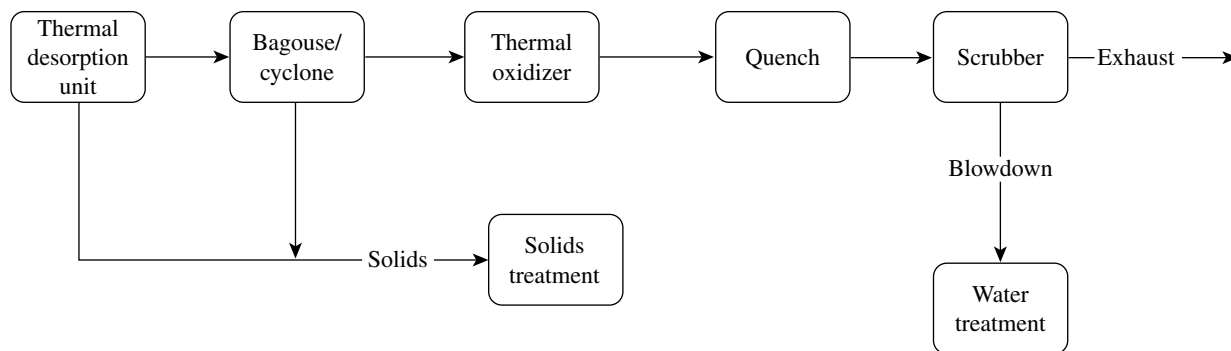 Thermal
desorption
unit
Bagouse/
cyclone
Thermal
oxidizer
Quench
Scrubber
Exhaust
Blowdown
Solids
Solids
treatment
Water
treatment